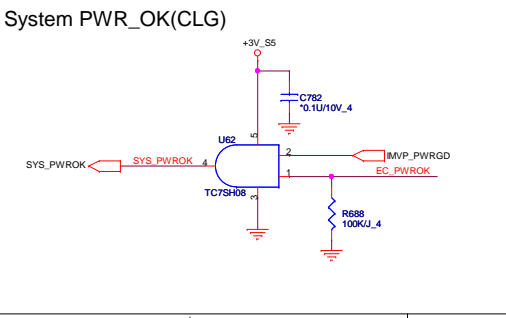 System PWR_OK(CLG)
+3V_S5
C782
*0.1U/10V_4
U62
5
2
IMVP_PWRGD
SYS_PWROK
SYS_PWROK
4
1
EC_PWROK
TC7SH08
3
R688
100K/J_4